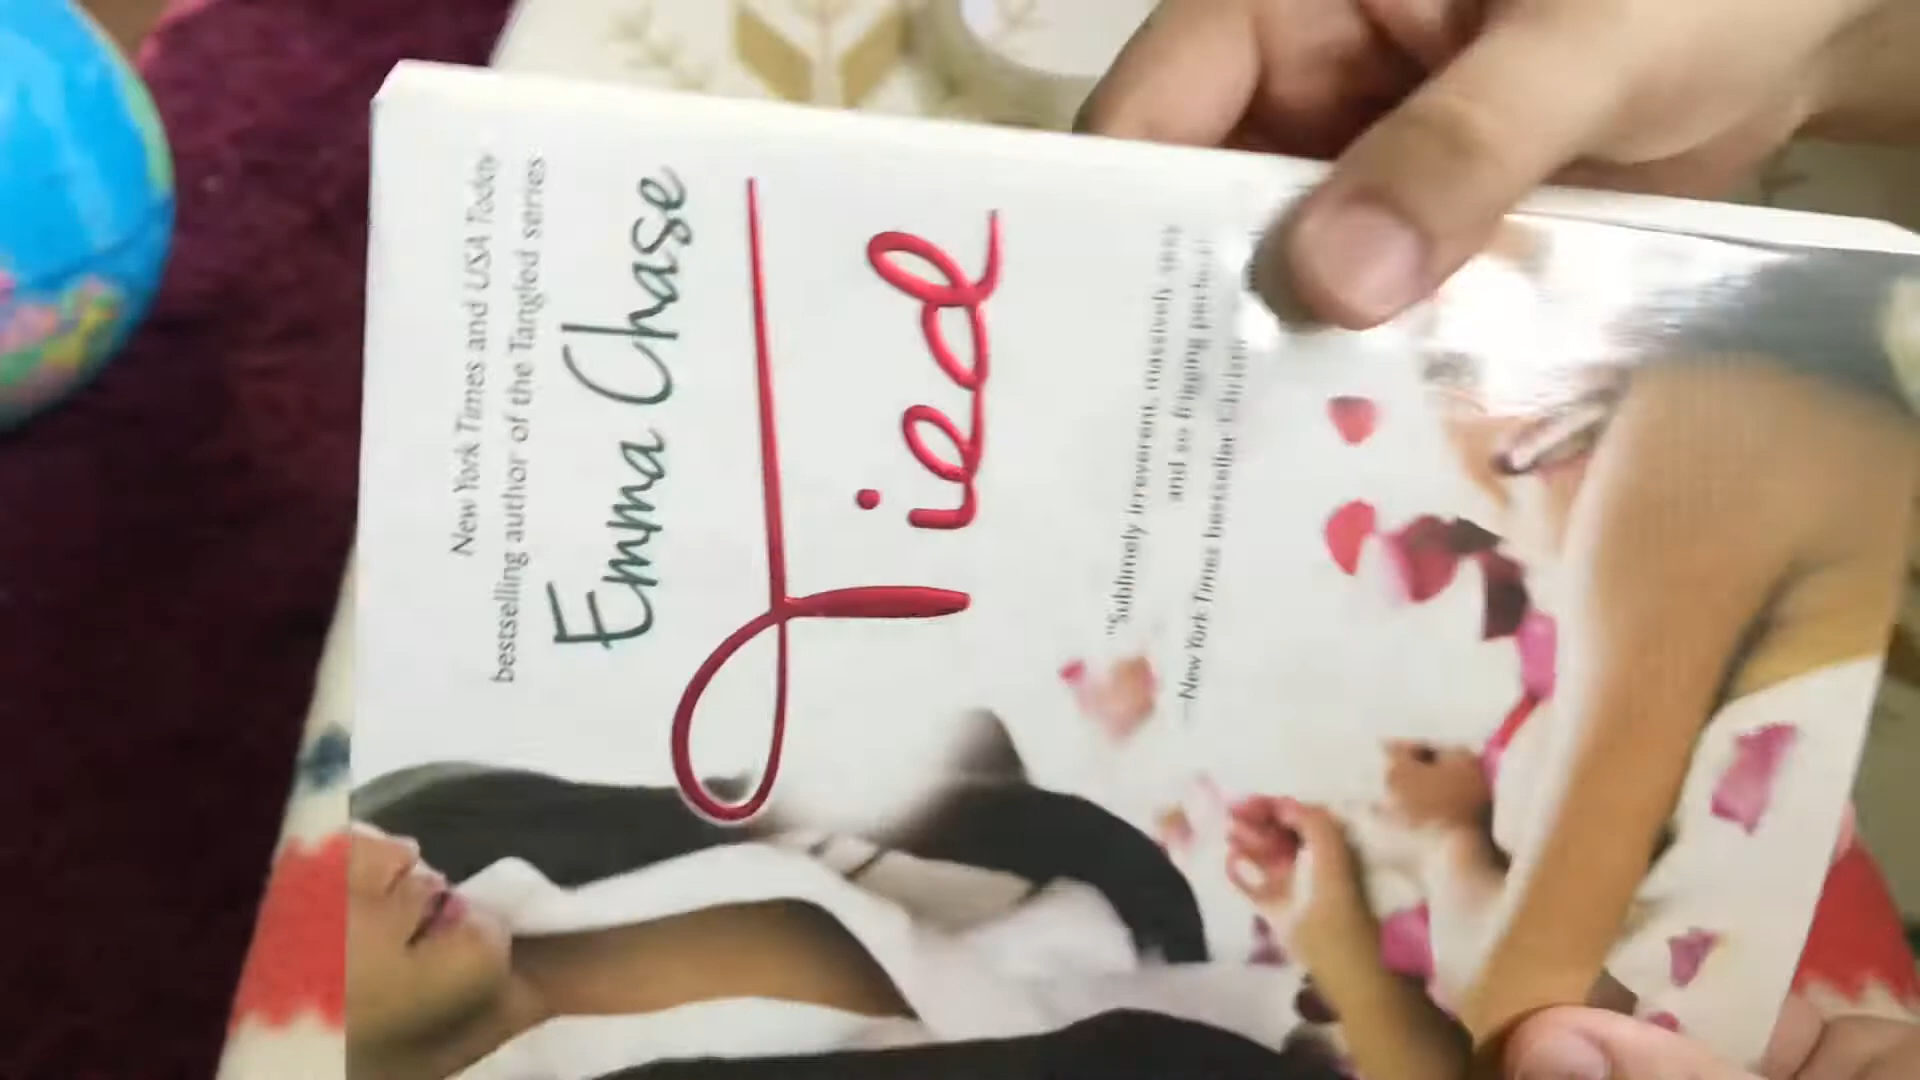 New York Times and USA Today
bestselling author of the Tangled series
Emma Chase
Tied
"Sublimely irreverent, massively sexy
and so frigging perfect!
—New York Times bestseller Christina